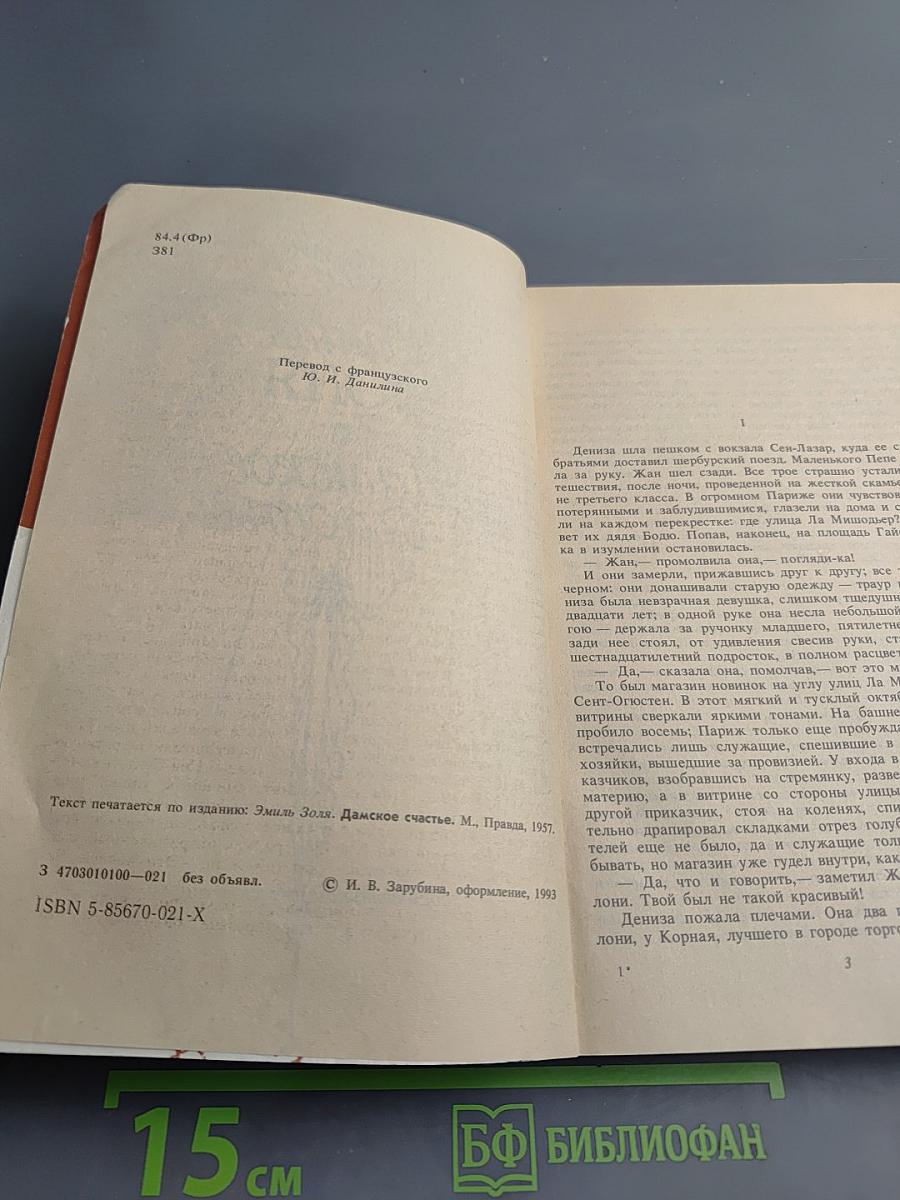 84.4(Фр)
З81
Перевод с французского
Ю. И. Данилина
Текст печатается по изданию: Эмиль Золя. Дамское счастье. М., Правда, 1957.
З 4703010100—021 без объявл.
© И. В. Зарубина, оформление, 1993
ISBN 5-85670-021-X
I
Дениза шла пешком с вокзала Сен-Лазар, куда ее с
братьями доставил шербурский поезд. Маленького Пепе
ла за руку. Жан шел сзади. Все трое страшно устали
тешествия, после ночи, проведенной на жесткой скамье
не третьего класса. В огромном Париже они чувствов
потерянными и заблудившимися, глазели на дома и с
ли на каждом перекрестке: где улица Ла Мишодьер?
вет их дядя Бодю. Попав, наконец, на площадь Гай
ка в изумлении остановилась.
— Жан,— промолвила она,— погляди-ка!
И они замерли, прижавшись друг к другу; все
черном: они донашивали старую одежду — траур
низа была невзрачная девушка, слишком тщедушн
двадцати лет; в одной руке она несла небольшой
гою — держала за ручонку младшего, пятилетне
зади нее стоял, от удивления свесив руки, ст
шестнадцатилетний подросток, в полном расцвет
— Да,— сказала она, помолчав,— вот это м
То был магазин новинок на углу улиц Ла М
Сент-Огюстен. В этот мягкий и тусклый октяб
витрины сверкали яркими тонами. На башне
пробило восемь; Париж только еще пробужда
встречались лишь служащие, спешившие в
хозяйки, вышедшие за провизией. У входа в
казчиков, взобравшись на стремянку, разве
материю, а в витрине со стороны улицы
другой приказчик, стоя на коленях, спи
тельно драпировал складками отрез голуб
телей еще не было, да и служащие толь
бывать, но магазин уже гудел внутри, как
— Да, что и говорить,— заметил Ж
лони. Твой был не такой красивый!
Дениза пожала плечами. Она два
лони, у Корная, лучшего в городе торго
1*
3
15 см
БФ БИБЛИОФАН